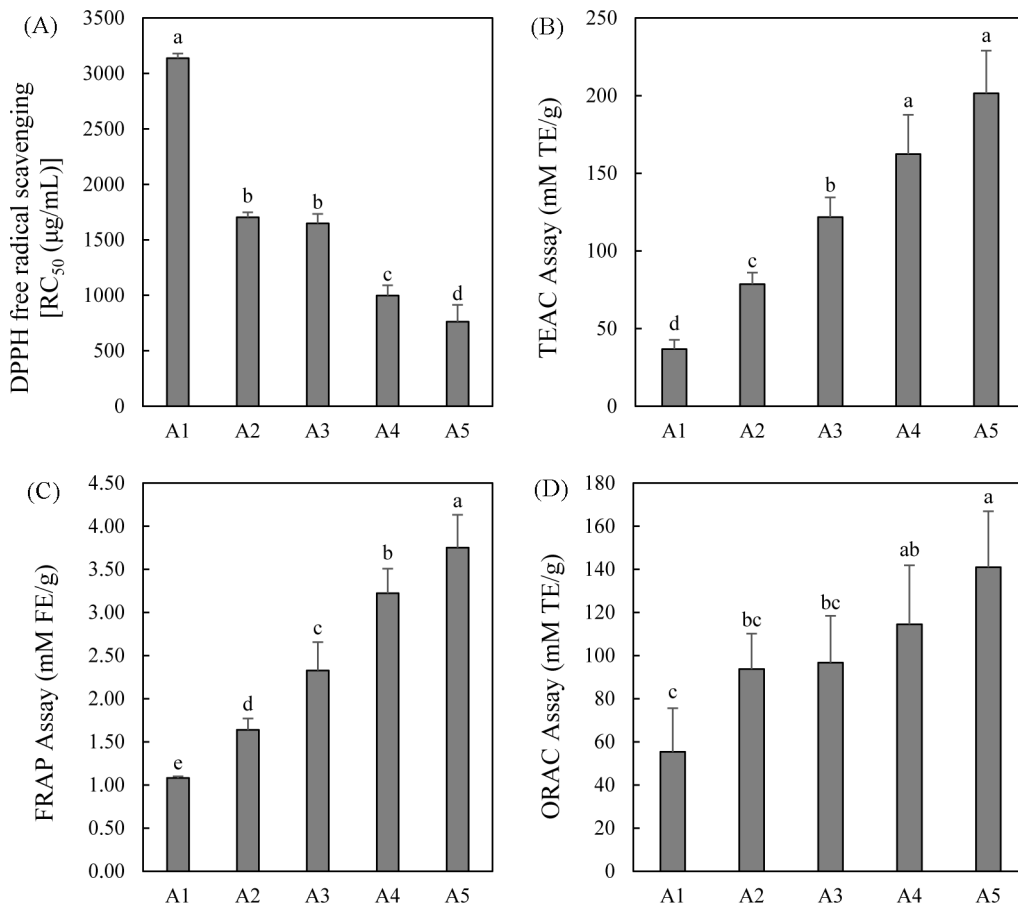 (A)
DPPH free radical scavenging
[RC₅₀ (μg/mL)]
3500
3000
2500
2000
1500
1000
500
0
a
b
b
c
d
A1 A2 A3 A4 A5
(B)
TEAC Assay (mM TE/g)
250
200
150
100
50
0
d
c
b
a
a
A1 A2 A3 A4 A5
(C)
FRAP Assay (mM FE/g)
4.50
4.00
3.50
3.00
2.50
2.00
1.50
1.00
0.50
0.00
e
d
c
b
a
A1 A2 A3 A4 A5
(D)
ORAC Assay (mM TE/g)
180
160
140
120
100
80
60
40
20
0
c
bc
bc
ab
a
A1 A2 A3 A4 A5